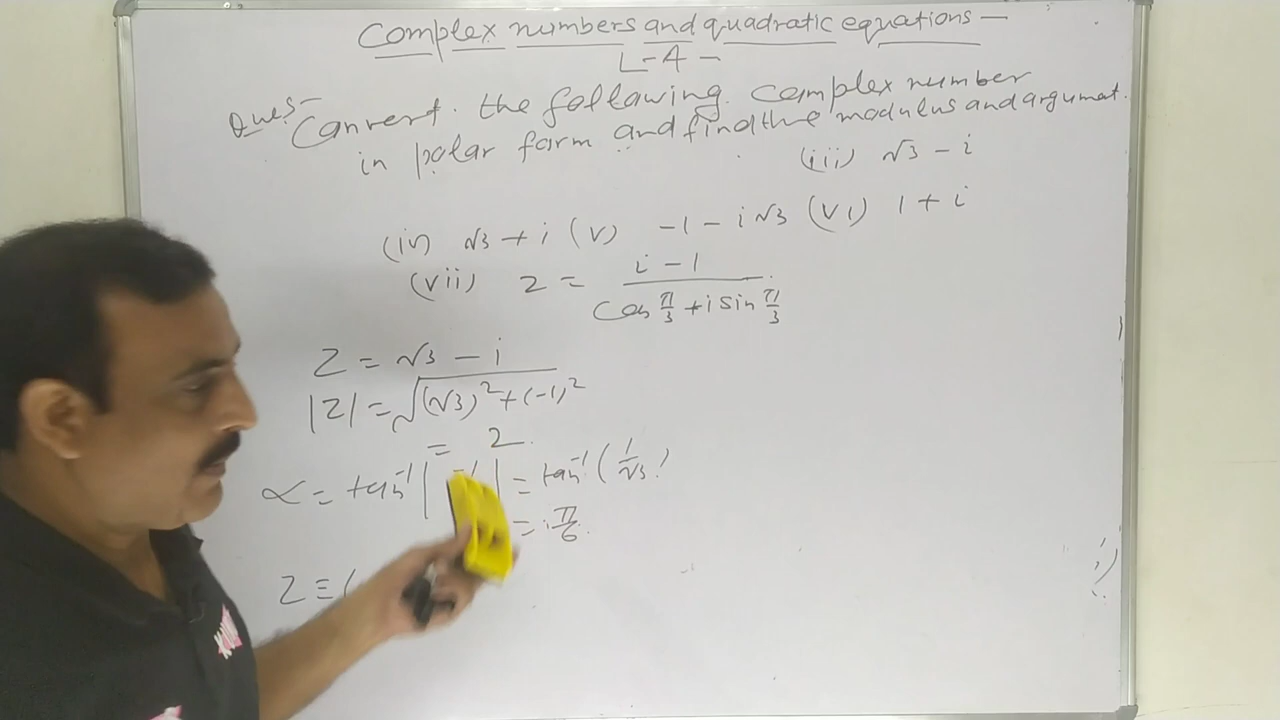 Complex numbers and quadratic equations —
L-4 -
Ques- Convert. the following. complex number
in polar form and find the modulus and argumat.
(iii) √3 - i
(iv) √3 + i (v) -1 - i√3 (VI) 1 + i
(vii) z = (i - 1)/(Cos π/3 + i Sin π/3)
Z = √3 - i
|Z| = √((√3)² + (-1)²
= 2.
∝ = tan⁻¹| -1 | = tan⁻¹(1/√3)
= π/6.
Z ≡ (